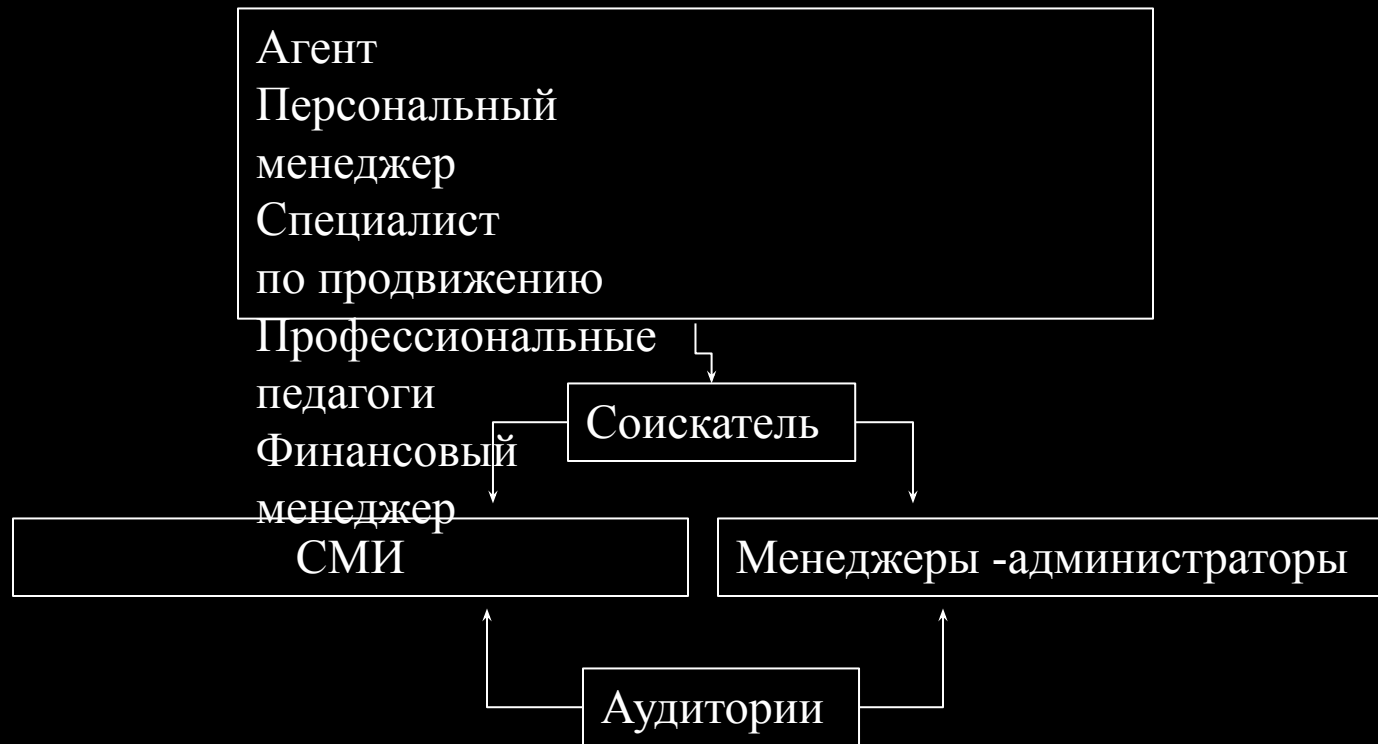 Агент
Персональный
менеджер
Специалист
по продвижению
Профессиональные
педагоги
Финансовый
менеджер
Соискатель
СМИ
Менеджеры -администраторы
Аудитории